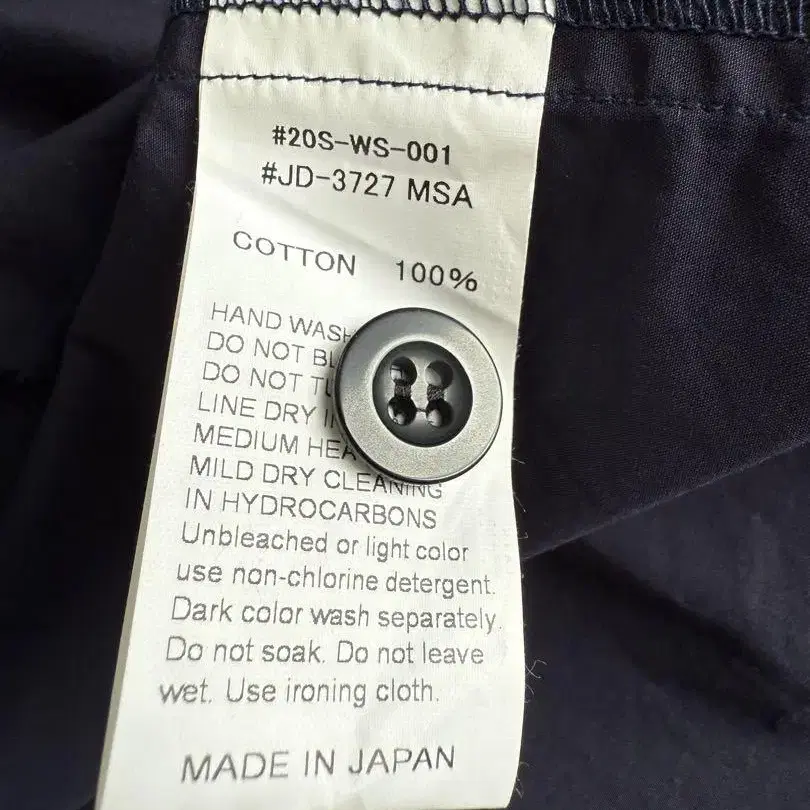 #20S-WS-001
#JD-3727 MSA
COTTON 100%
HAND WASH
DO NOT
DO NOT
LINE DRY
MEDIUM
MILD DRY CLEANING
IN HYDROCARBONS
Unbleached or light color
use non-chlorine detergent.
Dark color wash separately.
Do not soak. Do not leave
wet. Use ironing cloth.
MADE IN JAPAN